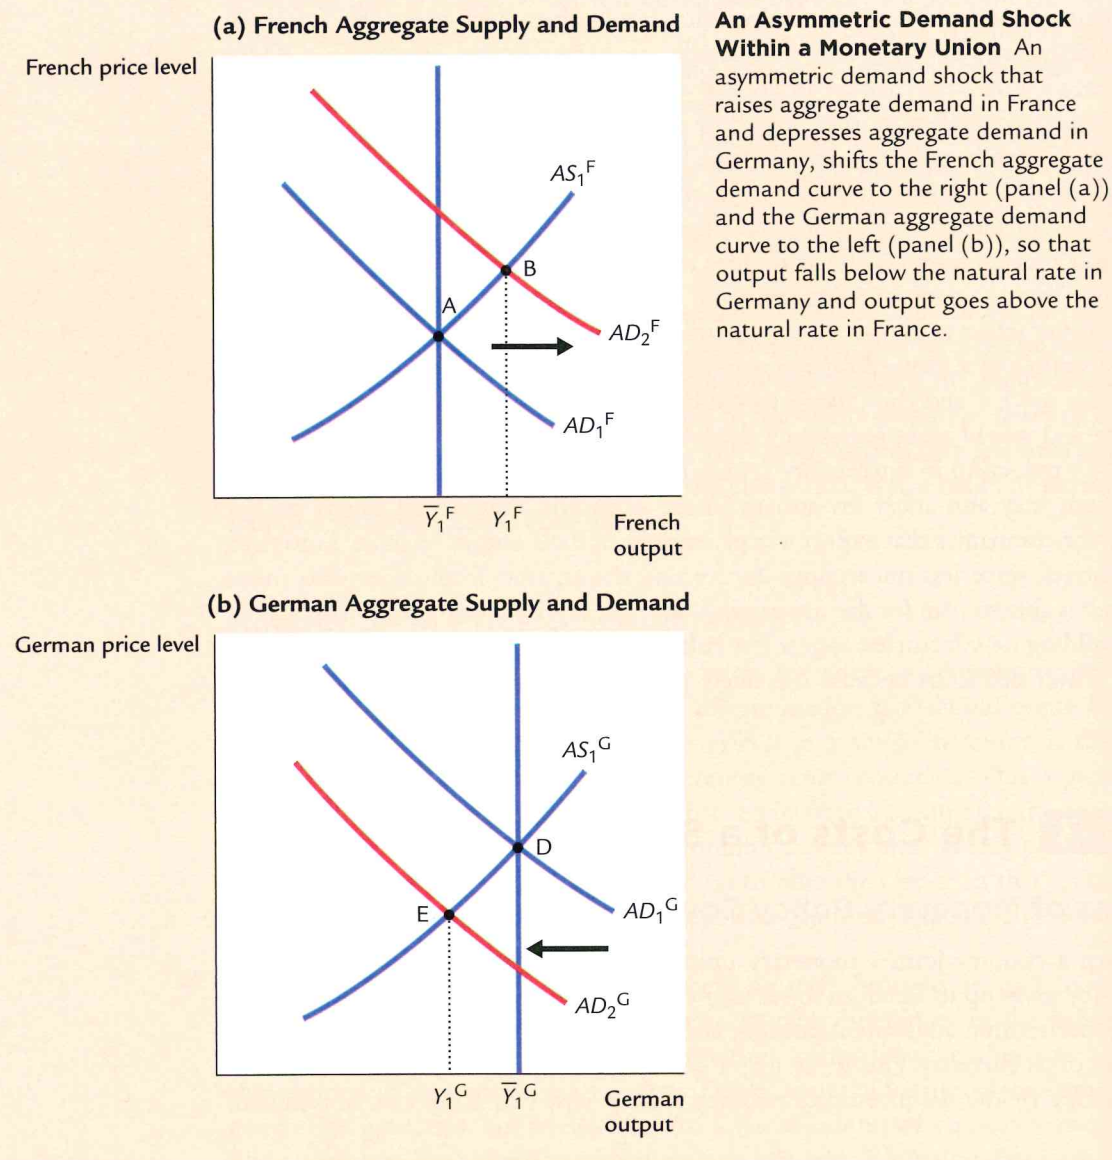 (a) French Aggregate Supply and Demand
French price level
AS₁ᶠ
B
A
AD₂ᶠ
AD₁ᶠ
Y̅₁ᶠ
Y₁ᶠ
French
output
An Asymmetric Demand Shock
Within a Monetary Union An
asymmetric demand shock that
raises aggregate demand in France
and depresses aggregate demand in
Germany, shifts the French aggregate
demand curve to the right (panel (a))
and the German aggregate demand
curve to the left (panel (b)), so that
output falls below the natural rate in
Germany and output goes above the
natural rate in France.
(b) German Aggregate Supply and Demand
German price level
AS₁ᴳ
D
E
AD₁ᴳ
AD₂ᴳ
Y₁ᴳ
Y̅₁ᴳ
German
output